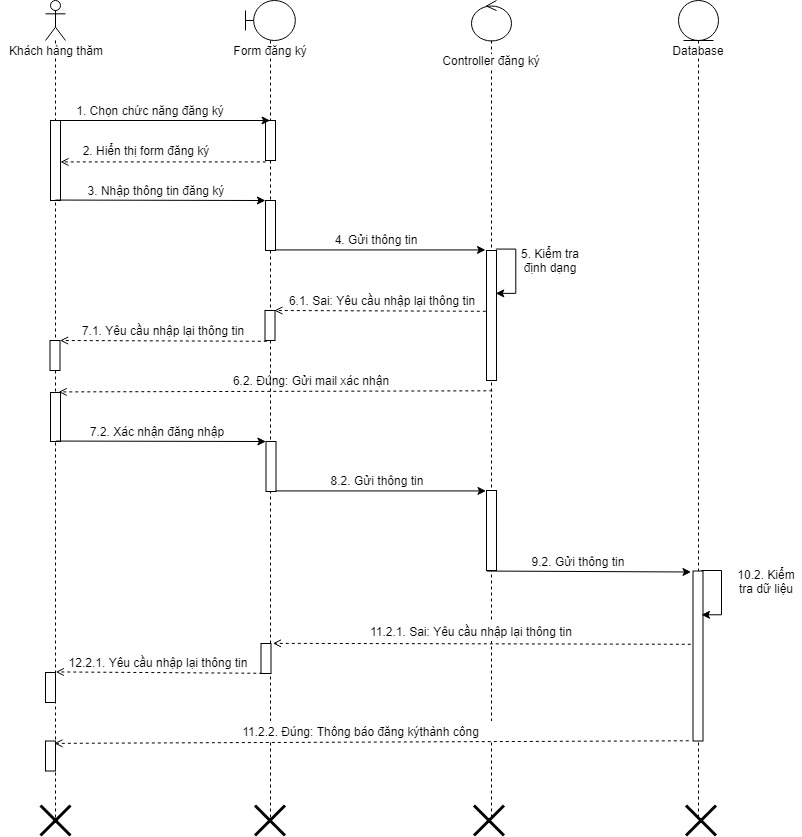 Khách hàng thăm
Form đăng ký
Controller đăng ký
Database
1. Chọn chức năng đăng ký
2. Hiển thị form đăng ký
3. Nhập thông tin đăng ký
4. Gửi thông tin
5. Kiểm tra
định dạng
6.1. Sai: Yêu cầu nhập lại thông tin
7.1. Yêu cầu nhập lại thông tin
6.2. Đúng: Gửi mail xác nhận
7.2. Xác nhận đăng nhập
8.2. Gửi thông tin
9.2. Gửi thông tin
10.2. Kiểm
tra dữ liệu
11.2.1. Sai: Yêu cầu nhập lại thông tin
12.2.1. Yêu cầu nhập lại thông tin
11.2.2. Đúng: Thông báo đăng kýthành công